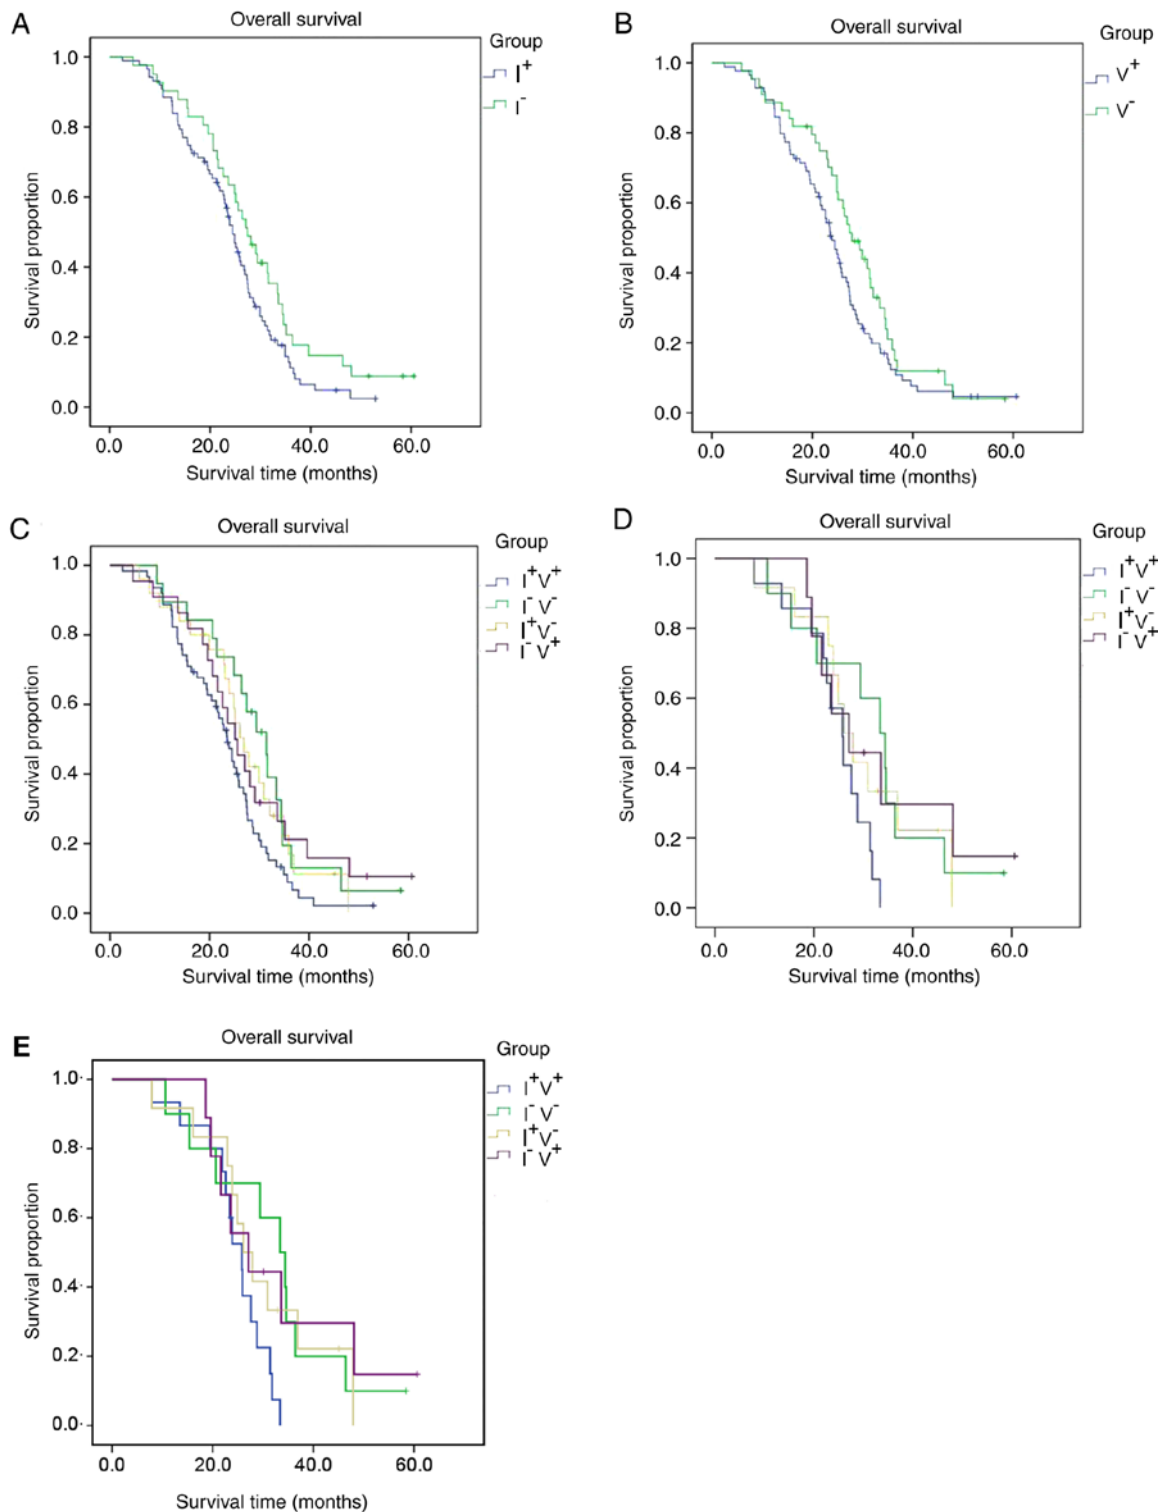 A
Overall survival
Group
I+
I-
1.0
0.8
0.6
0.4
0.2
0.0
Survival proportion
0.0 20.0 40.0 60.0
Survival time (months)
B
Overall survival
Group
V+
V-
1.0
0.8
0.6
0.4
0.2
0.0
Survival proportion
0.0 20.0 40.0 60.0
Survival time (months)
C
Overall survival
Group
I+V+
I-V-
I+V-
I-V+
1.0
0.8
0.6
0.4
0.2
0.0
Survival proportion
0.0 20.0 40.0 60.0
Survival time (months)
D
Overall survival
Group
I+V+
I-V-
I+V-
I-V+
1.0
0.8
0.6
0.4
0.2
0.0
Survival proportion
0.0 20.0 40.0 60.0
Survival time (months)
E
Overall survival
Group
I+V+
I-V-
I+V-
I-V+
1.0
0.8
0.6
0.4
0.2
0.0
Survival proportion
0.0 20.0 40.0 60.0
Survival time (months)